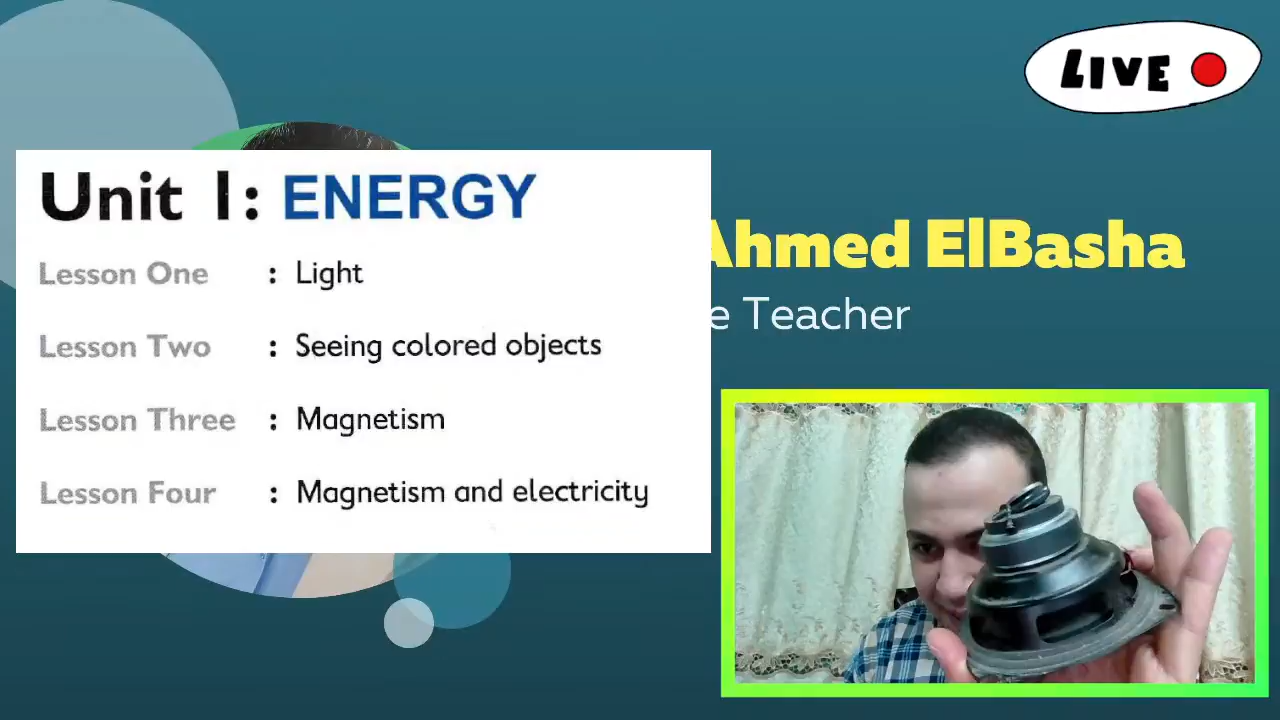 LIVE
Unit 1: ENERGY
Ahmed ElBasha
Lesson One : Light
e Teacher
Lesson Two : Seeing colored objects
Lesson Three : Magnetism
Lesson Four : Magnetism and electricity